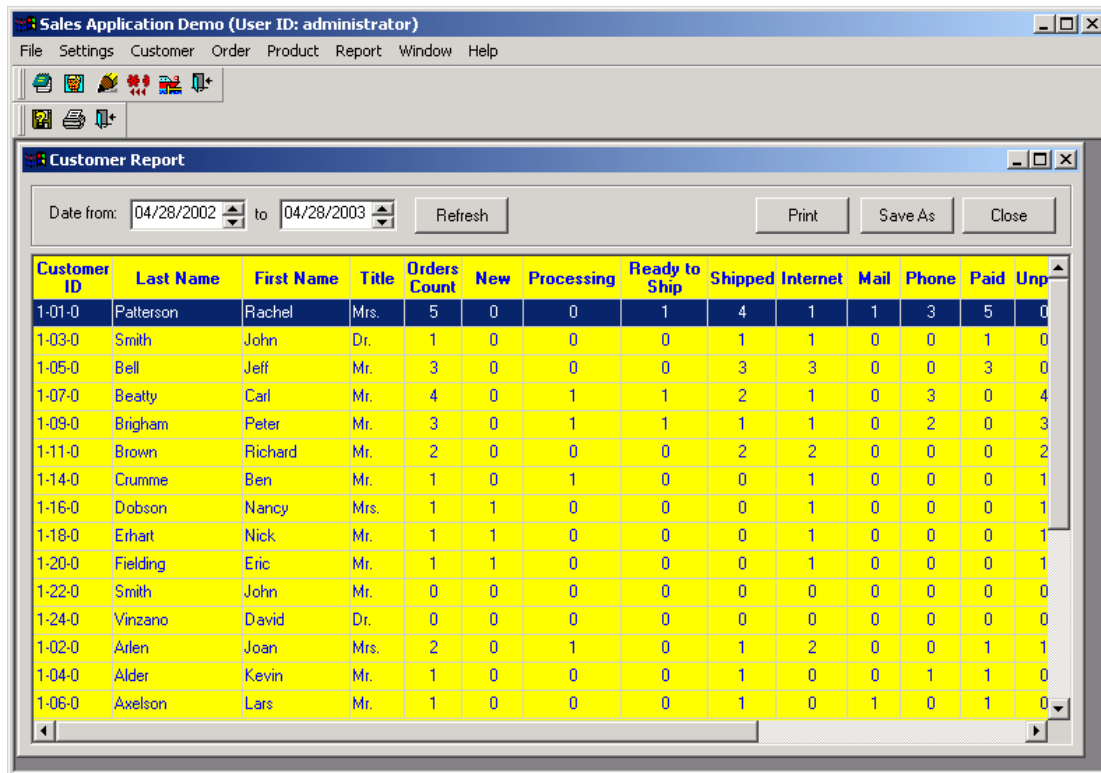 Sales Application Demo (User ID: administrator)
File Settings Customer Order Product Report Window Help
Customer Report
Date from: 04/28/2002 to 04/28/2003 Refresh Print Save As Close
Customer ID Last Name First Name Title Orders Count New Processing Ready to Ship Shipped Internet Mail Phone Paid Unp
1-01-0 Patterson Rachel Mrs. 5 0 0 1 4 1 1 3 5 0
1-03-0 Smith John Dr. 1 0 0 0 1 1 0 0 1 0
1-05-0 Bell Jeff Mr. 3 0 0 0 3 3 0 0 3 0
1-07-0 Beatty Carl Mr. 4 0 1 1 2 1 0 3 0 4
1-09-0 Brigham Peter Mr. 3 0 1 1 1 1 0 2 0 3
1-11-0 Brown Richard Mr. 2 0 0 0 2 2 0 0 0 2
1-14-0 Crumme Ben Mr. 1 0 1 0 0 1 0 0 0 1
1-16-0 Dobson Nancy Mrs. 1 1 0 0 0 1 0 0 0 1
1-18-0 Erhart Nick Mr. 1 1 0 0 0 1 0 0 0 1
1-20-0 Fielding Eric Mr. 1 1 0 0 0 1 0 0 0 1
1-22-0 Smith John Mr. 0 0 0 0 0 0 0 0 0 0
1-24-0 Vinzano David Dr. 0 0 0 0 0 0 0 0 0 0
1-02-0 Arlen Joan Mrs. 2 0 1 0 1 2 0 0 1 1
1-04-0 Alder Kevin Mr. 1 0 0 0 1 0 0 1 1 0
1-06-0 Axelson Lars Mr. 1 0 0 0 1 0 1 0 1 0